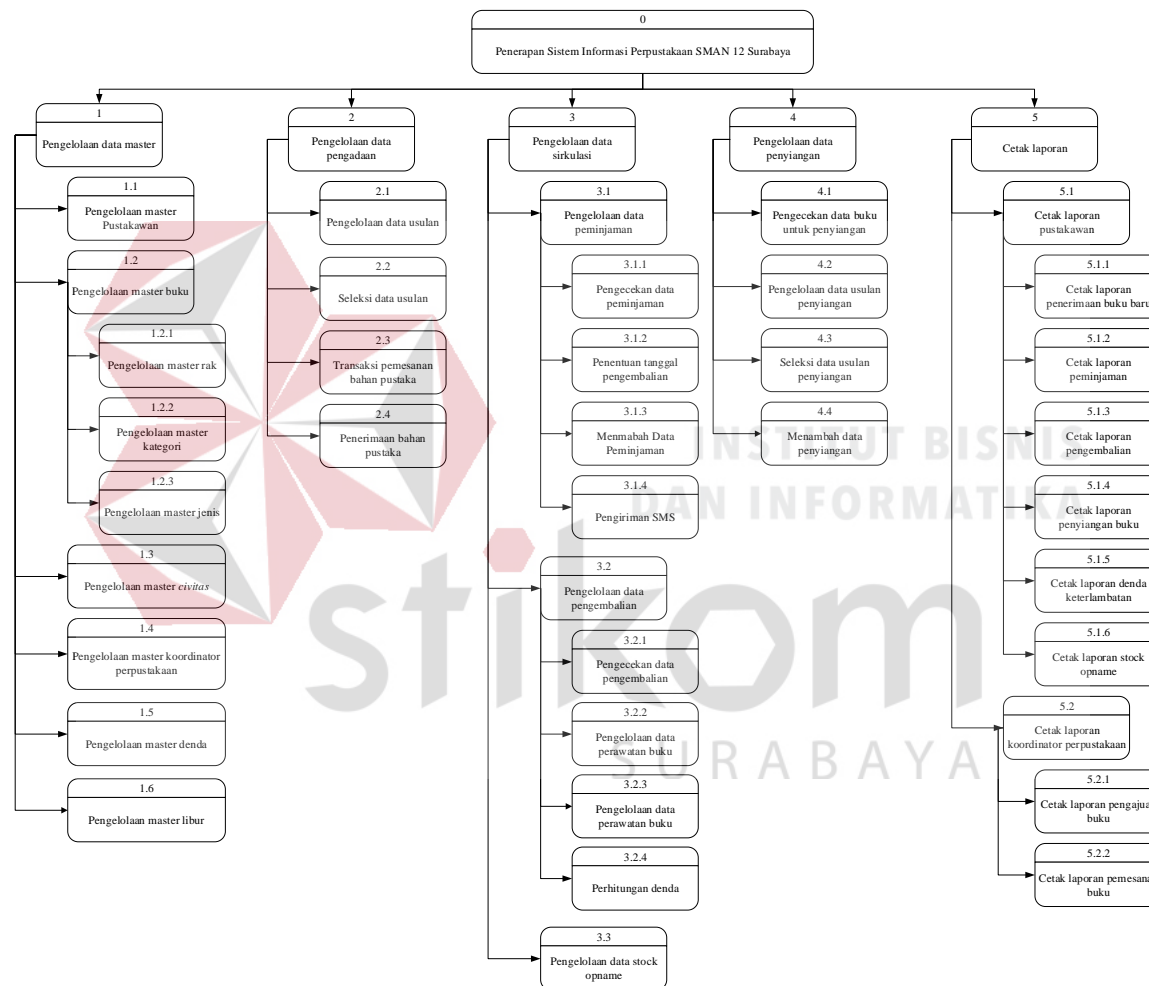 0
Penerapan Sistem Informasi Perpustakaan SMAN 12 Surabaya
1
Pengelolaan data master
1.1
Pengelolaan master
Pustakawan
1.2
Pengelolaan master buku
1.2.1
Pengelolaan master rak
1.2.2
Pengelolaan master
kategori
1.2.3
Pengelolaan master jenis
1.3
Pengelolaan master civitas
1.4
Pengelolaan master koordinator
perpustakaan
1.5
Pengelolaan master denda
1.6
Pengelolaan master libur
2
Pengelolaan data
pengadaan
2.1
Pengelolaan data usulan
2.2
Seleksi data usulan
2.3
Transaksi pemesanan
bahan pustaka
2.4
Penerimaan bahan
pustaka
3
Pengelolaan data
sirkulasi
3.1
Pengelolaan data
peminjaman
3.1.1
Pengecekan data
peminjaman
3.1.2
Penentuan tanggal
pengembalian
3.1.3
Menmabah Data
Peminjaman
3.1.4
Pengiriman SMS
3.2
Pengelolaan data
pengembalian
3.2.1
Pengecekan data
pengembalian
3.2.2
Pengelolaan data
perawatan buku
3.2.3
Pengelolaan data
perawatan buku
3.2.4
Perhitungan denda
3.3
Pengelolaan data stock
opname
4
Pengelolaan data
penyiangan
4.1
Pengecekan data buku
untuk penyiangan
4.2
Pengelolaan data usulan
penyiangan
4.3
Seleksi data usulan
penyiangan
4.4
Menambah data
penyiangan
5
Cetak laporan
5.1
Cetak laporan
pustakawan
5.1.1
Cetak laporan
penerimaan buku baru
5.1.2
Cetak laporan
peminjaman
5.1.3
Cetak laporan
pengembalian
5.1.4
Cetak laporan
penyiangan buku
5.1.5
Cetak laporan denda
keterlambatan
5.1.6
Cetak laporan stock
opname
5.2
Cetak laporan
koordinator perpustakaan
5.2.1
Cetak laporan pengajua
buku
5.2.2
Cetak laporan pemesana
buku
INSTITUT BISNIS
DAN INFORMATIKA
stikom
SURABAYA